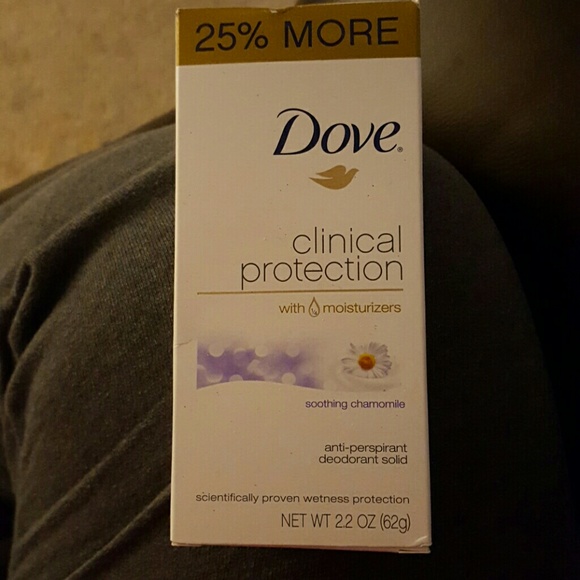 25% MORE
Dove®
clinical
protection
with moisturizers
soothing chamomile
anti-perspirant
deodorant solid
scientifically proven wetness protection
NET WT 2.2 OZ (62g)